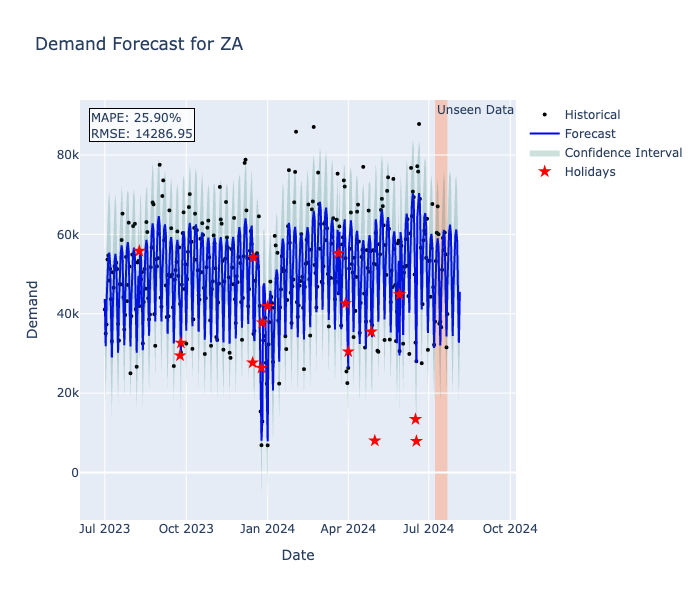 Demand Forecast for ZA
MAPE: 25.90%
RMSE: 14286.95
Unseen Data
Historical
Forecast
Confidence Interval
Holidays
80k
60k
40k
20k
0
Demand
Jul 2023
Oct 2023
Jan 2024
Apr 2024
Jul 2024
Oct 2024
Date